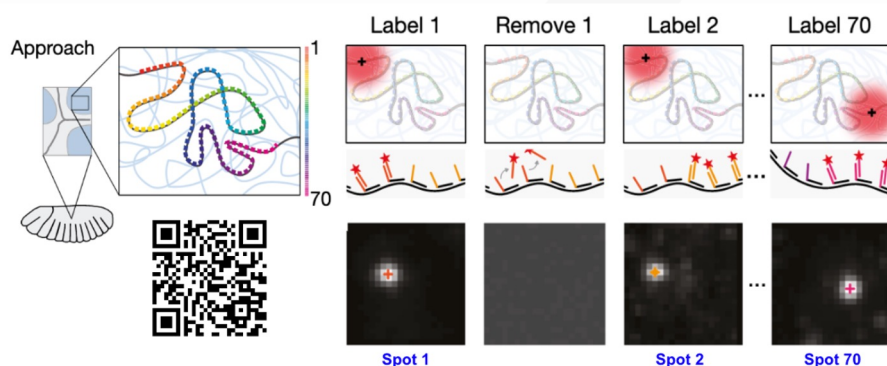 Approach
1
70
Label 1
Remove 1
Label 2
Label 70
...
...
...
Spot 1
Spot 2
Spot 70